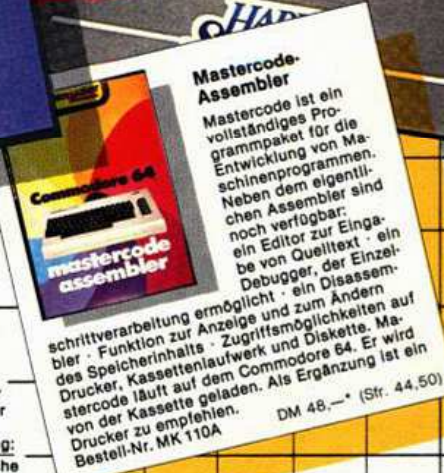 HAR
Commodore 64
mastercode
assembler
Mastercode-
Assembler
Mastercode ist ein
vollständiges Pro-
grammpaket für die
Entwicklung von Ma-
schinenprogrammen.
Neben dem eigentli-
chen Assembler sind
noch verfügbar:
ein Editor zur Einga-
be von Quelltext · ein
Debugger, der Einzel-
schrittverarbeitung ermöglicht · ein Disassem-
bler · Funktion zur Anzeige und zum Ändern
des Speicherinhalts · Zugriffsmöglichkeiten auf
Drucker, Kassettenlaufwerk und Diskette. Ma-
stercode läuft auf dem Commodore 64. Er wird
von der Kassette geladen. Als Ergänzung ist ein
Drucker zu empfehlen.
Bestell-Nr. MK 110A
DM 48,—* (Sfr. 44,50)
r
g:
he